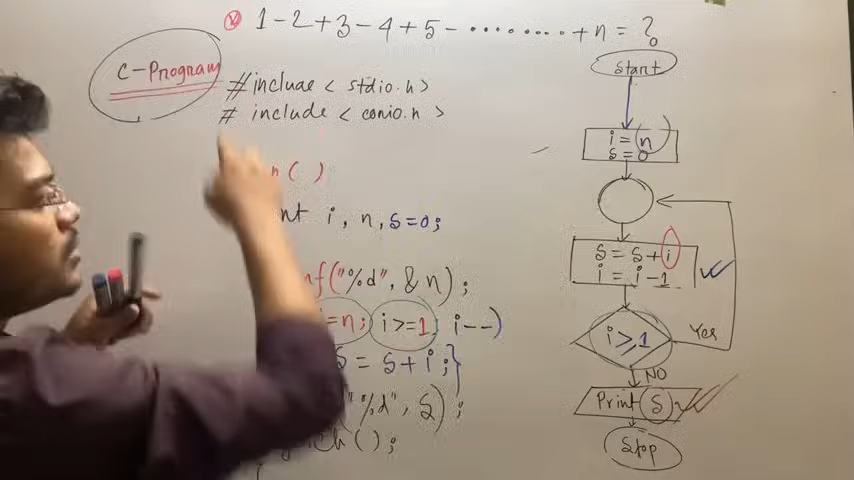 V 1-2+3-4+5- ......... +n = ?
C-Program
#include < stdio.h >
# include < conio.h >
n( )
nt i, n, s=0;
nf("%d", &n);
=n; i>=1; i--)
S = S+i;}
"%d", S);
ch( );
Start
i=n
s=0
s = s+i
i = i-1
i≥1
Yes
NO
Print S
Stop